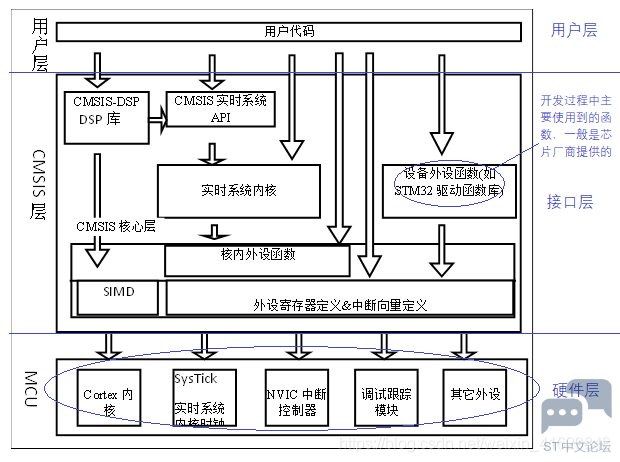 用户层
用户代码
用户层
CMSIS-DSP
DSP 库
CMSIS 实时系统
API
开发过程中主
要使用到的函
数，一般是芯
片厂商提供的
CMSIS层
实时系统内核
设备外设函数(如
STM32 驱动函数库)
接口层
CMSIS 核心层
核内外设函数
SIMD
外设寄存器定义&中断向量定义
MCU
Cortex 内
核
SysTick
实时系统
内核时钟
NVIC 中断
控制器
调试跟踪
模块
其它外设
硬件层
ST中文论坛